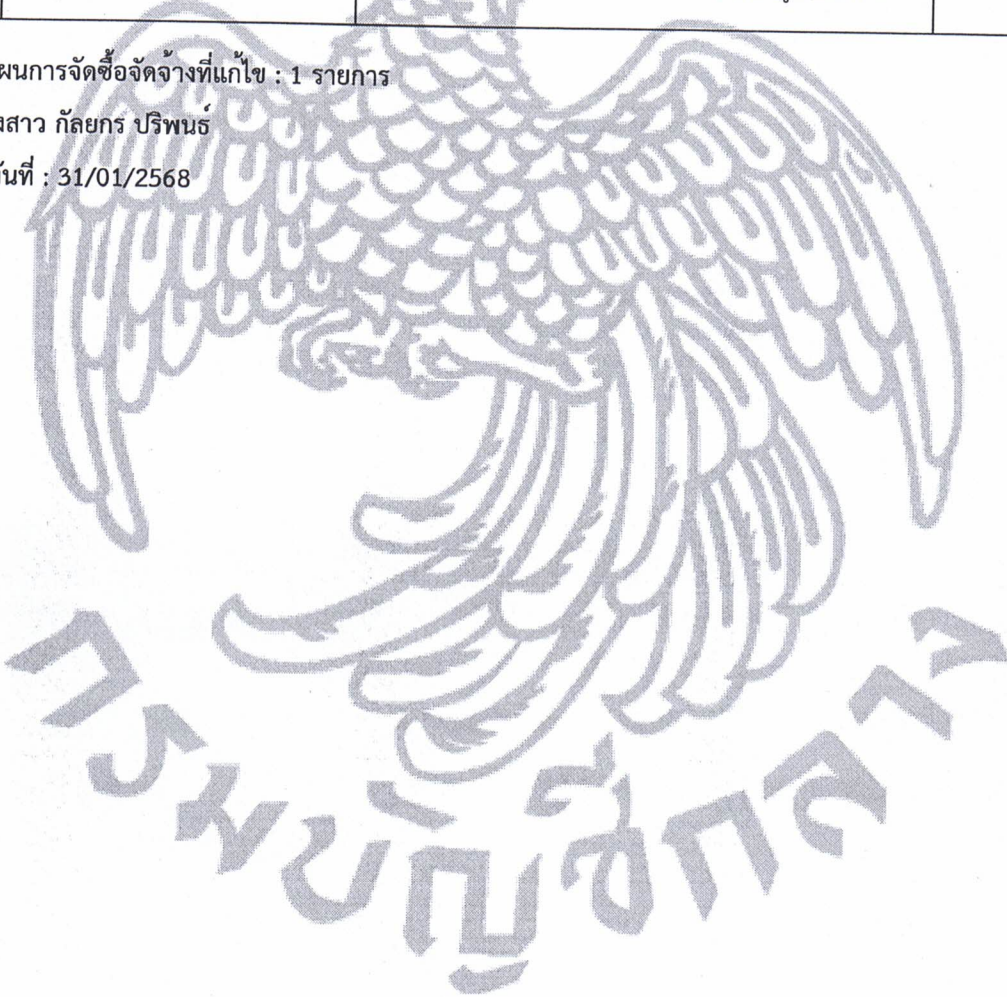 ผนการจัดซื้อจัดจ้างที่แก้ไข : 1 รายการ
งสาว กัลยกร ปริพนธ์
ันที่ : 31/01/2568
กรมบัญชีกลาง